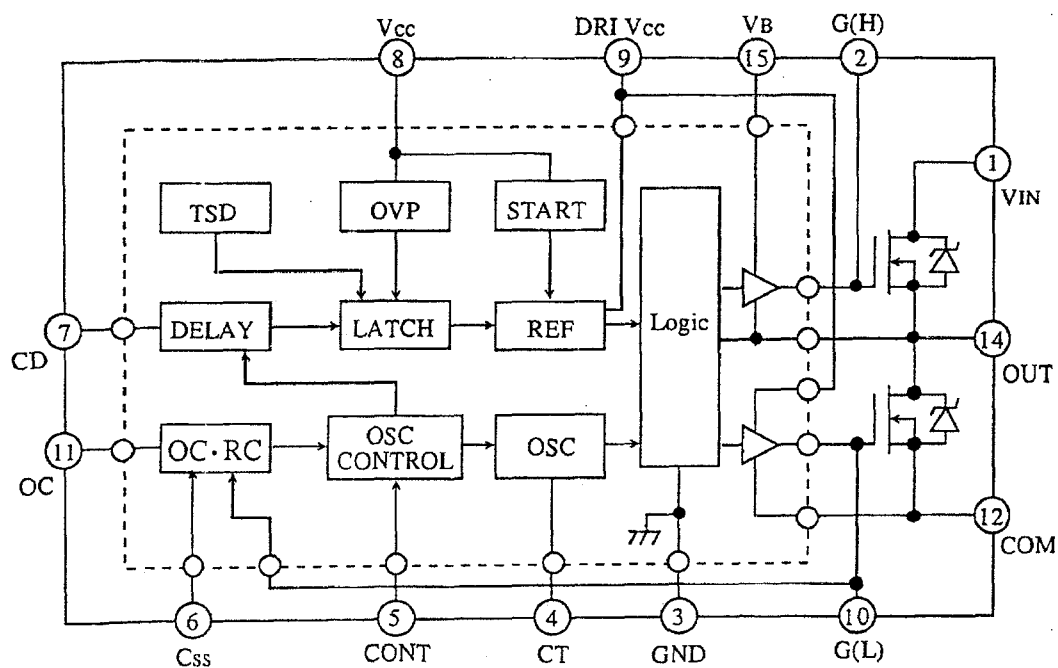 Vcc
DRI Vcc
VB
G(H)
8
9
15
2
1
VIN
TSD
OVP
START
7
CD
DELAY
LATCH
REF
Logic
14
OUT
11
OC
OC·RC
OSC
CONTROL
OSC
12
COM
6
5
4
3
10
Css
CONT
CT
GND
G(L)